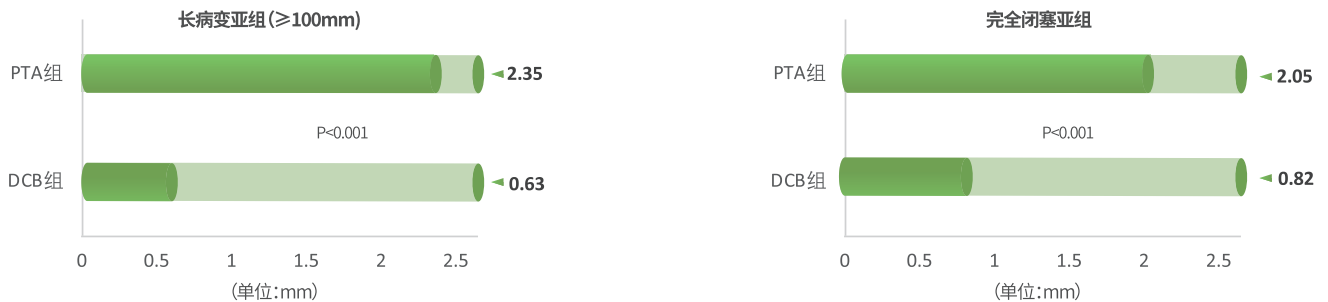 长病变亚组（≥100mm)
PTA组
2.35
P<0.001
DCB组
0.63
0 0.5 1 1.5 2 2.5
（单位：mm）
完全闭塞亚组
PTA组
2.05
P<0.001
DCB组
0.82
0 0.5 1 1.5 2 2.5
（单位：mm）